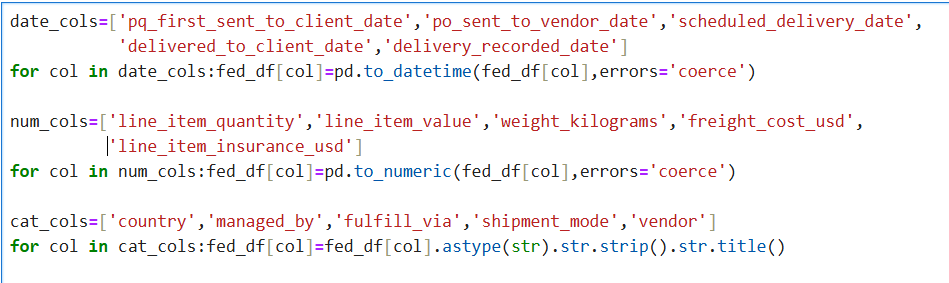 date_cols=['pq_first_sent_to_client_date','po_sent_to_vendor_date','scheduled_delivery_date',
           'delivered_to_client_date','delivery_recorded_date']
for col in date_cols:fed_df[col]=pd.to_datetime(fed_df[col],errors='coerce')

num_cols=['line_item_quantity','line_item_value','weight_kilograms','freight_cost_usd',
          'line_item_insurance_usd']
for col in num_cols:fed_df[col]=pd.to_numeric(fed_df[col],errors='coerce')

cat_cols=['country','managed_by','fulfill_via','shipment_mode','vendor']
for col in cat_cols:fed_df[col]=fed_df[col].astype(str).str.strip().str.title()